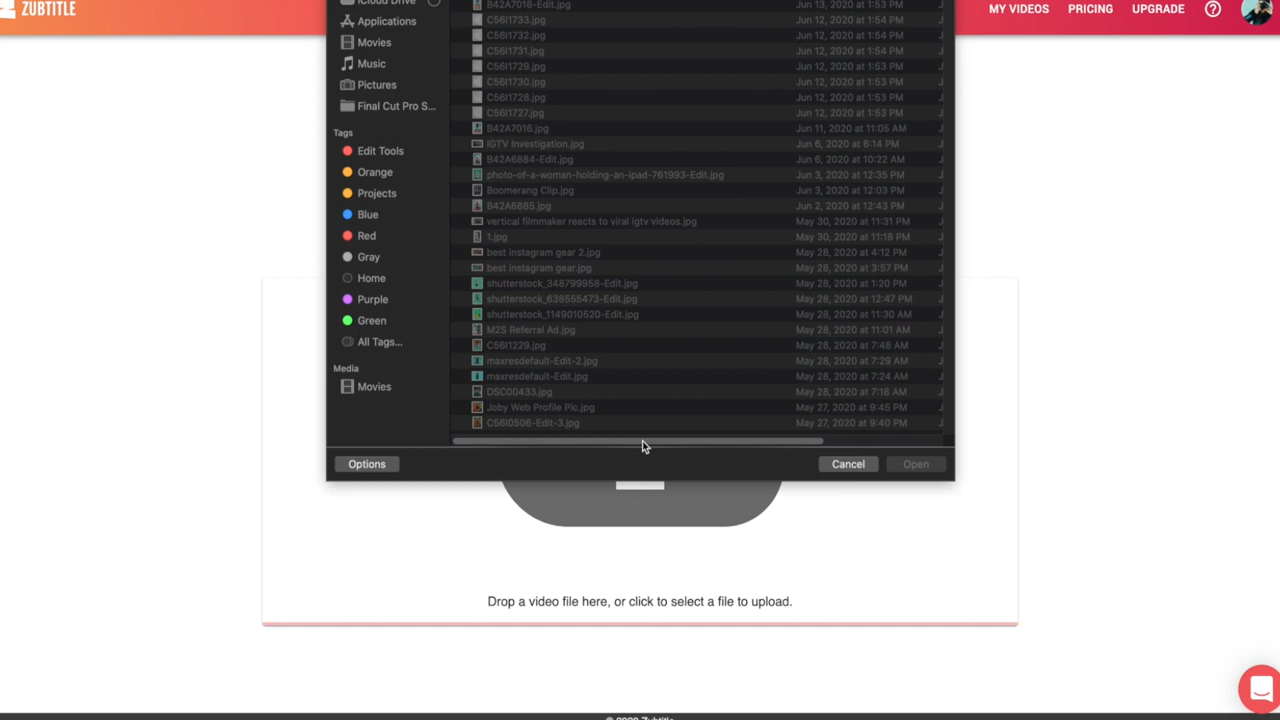 ZUBTITLE
MY VIDEOS PRICING UPGRADE
iCloud Drive
Applications
Movies
Music
Pictures
Final Cut Pro S...
Tags
Edit Tools
Orange
Projects
Blue
Red
Gray
Home
Purple
Green
All Tags...
Media
Movies
B42A7016-Edit.jpg Jun 13, 2020 at 1:50 PM
C56I1733.jpg Jun 12, 2020 at 1:54 PM J
C56I1732.jpg Jun 12, 2020 at 1:54 PM J
C56I1731.jpg Jun 12, 2020 at 1:54 PM J
C56I1729.jpg Jun 12, 2020 at 1:53 PM J
C56I1730.jpg Jun 12, 2020 at 1:53 PM J
C56I1728.jpg Jun 12, 2020 at 1:53 PM J
C56I1727.jpg Jun 12, 2020 at 1:53 PM J
B42A7016.jpg Jun 11, 2020 at 11:05 AM J
IGTV Investigation.jpg Jun 6, 2020 at 6:14 PM J
B42A6884-Edit.jpg Jun 6, 2020 at 10:22 AM J
photo-of-a-woman-holding-an-ipad-761993-Edit.jpg Jun 3, 2020 at 12:35 PM J
Boomerang Clip.jpg Jun 3, 2020 at 12:03 PM J
B42A6885.jpg Jun 2, 2020 at 12:43 PM J
vertical filmmaker reacts to viral igtv videos.jpg May 30, 2020 at 11:31 PM J
1.jpg May 30, 2020 at 11:18 PM J
best instagram gear 2.jpg May 28, 2020 at 4:12 PM J
best instagram gear.jpg May 28, 2020 at 3:57 PM J
shutterstock_348799958-Edit.jpg May 28, 2020 at 1:20 PM J
shutterstock_638555473-Edit.jpg May 28, 2020 at 12:47 PM J
shutterstock_1149010520-Edit.jpg May 28, 2020 at 11:30 AM J
M2S Referral Ad.jpg May 28, 2020 at 11:01 AM J
C56I1229.jpg May 28, 2020 at 7:48 AM J
maxresdefault-Edit-2.jpg May 28, 2020 at 7:29 AM J
maxresdefault-Edit.jpg May 28, 2020 at 7:24 AM J
DSC00433.jpg May 28, 2020 at 7:18 AM J
Joby Web Profile Pic.jpg May 27, 2020 at 9:45 PM J
C56I0506-Edit-3.jpg May 27, 2020 at 9:40 PM J
Options Cancel Open
Drop a video file here, or click to select a file to upload.